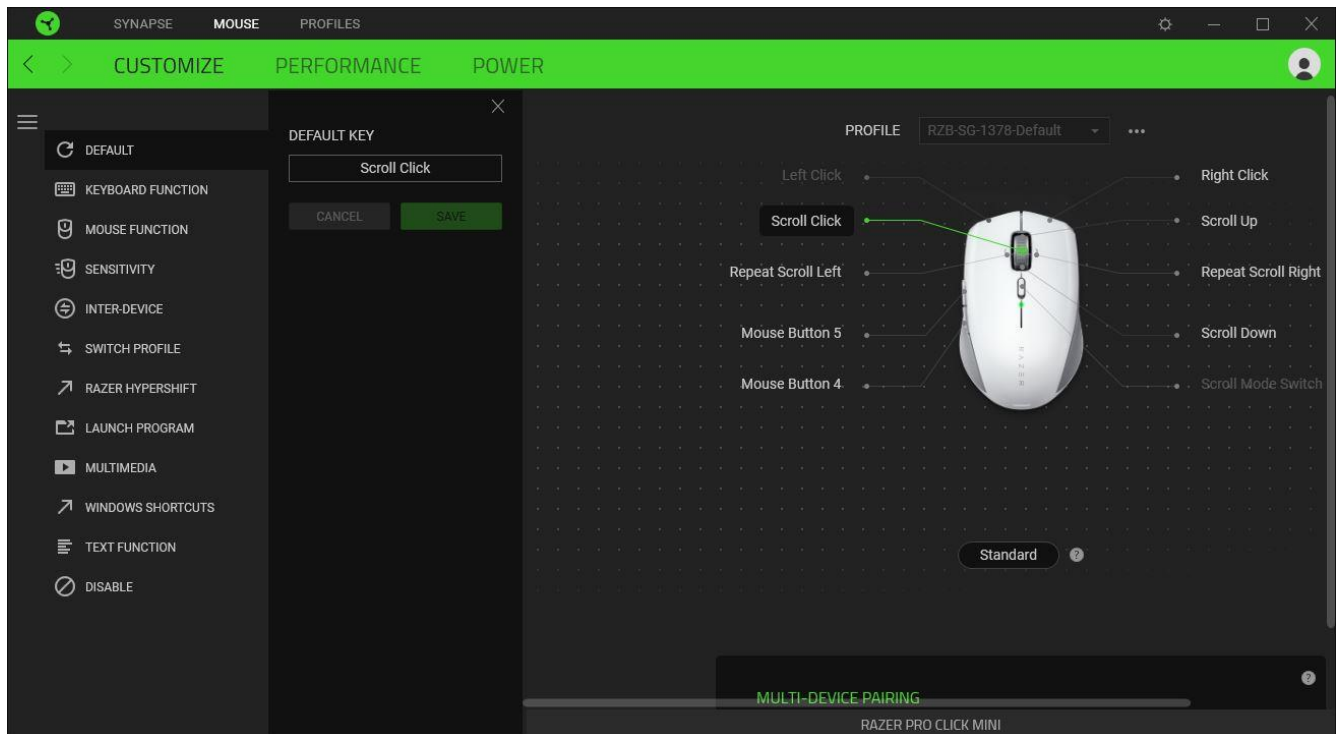 SYNAPSE MOUSE PROFILES
CUSTOMIZE PERFORMANCE POWER
DEFAULT
KEYBOARD FUNCTION
MOUSE FUNCTION
SENSITIVITY
INTER-DEVICE
SWITCH PROFILE
RAZER HYPERSHIFT
LAUNCH PROGRAM
MULTIMEDIA
WINDOWS SHORTCUTS
TEXT FUNCTION
DISABLE
DEFAULT KEY
Scroll Click
CANCEL SAVE
PROFILE RZB-SG-1378-Default
Left Click Right Click
Scroll Click Scroll Up
Repeat Scroll Left Repeat Scroll Right
Mouse Button 5 Scroll Down
Mouse Button 4 Scroll Mode Switch
RAZER
Standard ?
?
MULTI-DEVICE PAIRING
RAZER PRO CLICK MINI